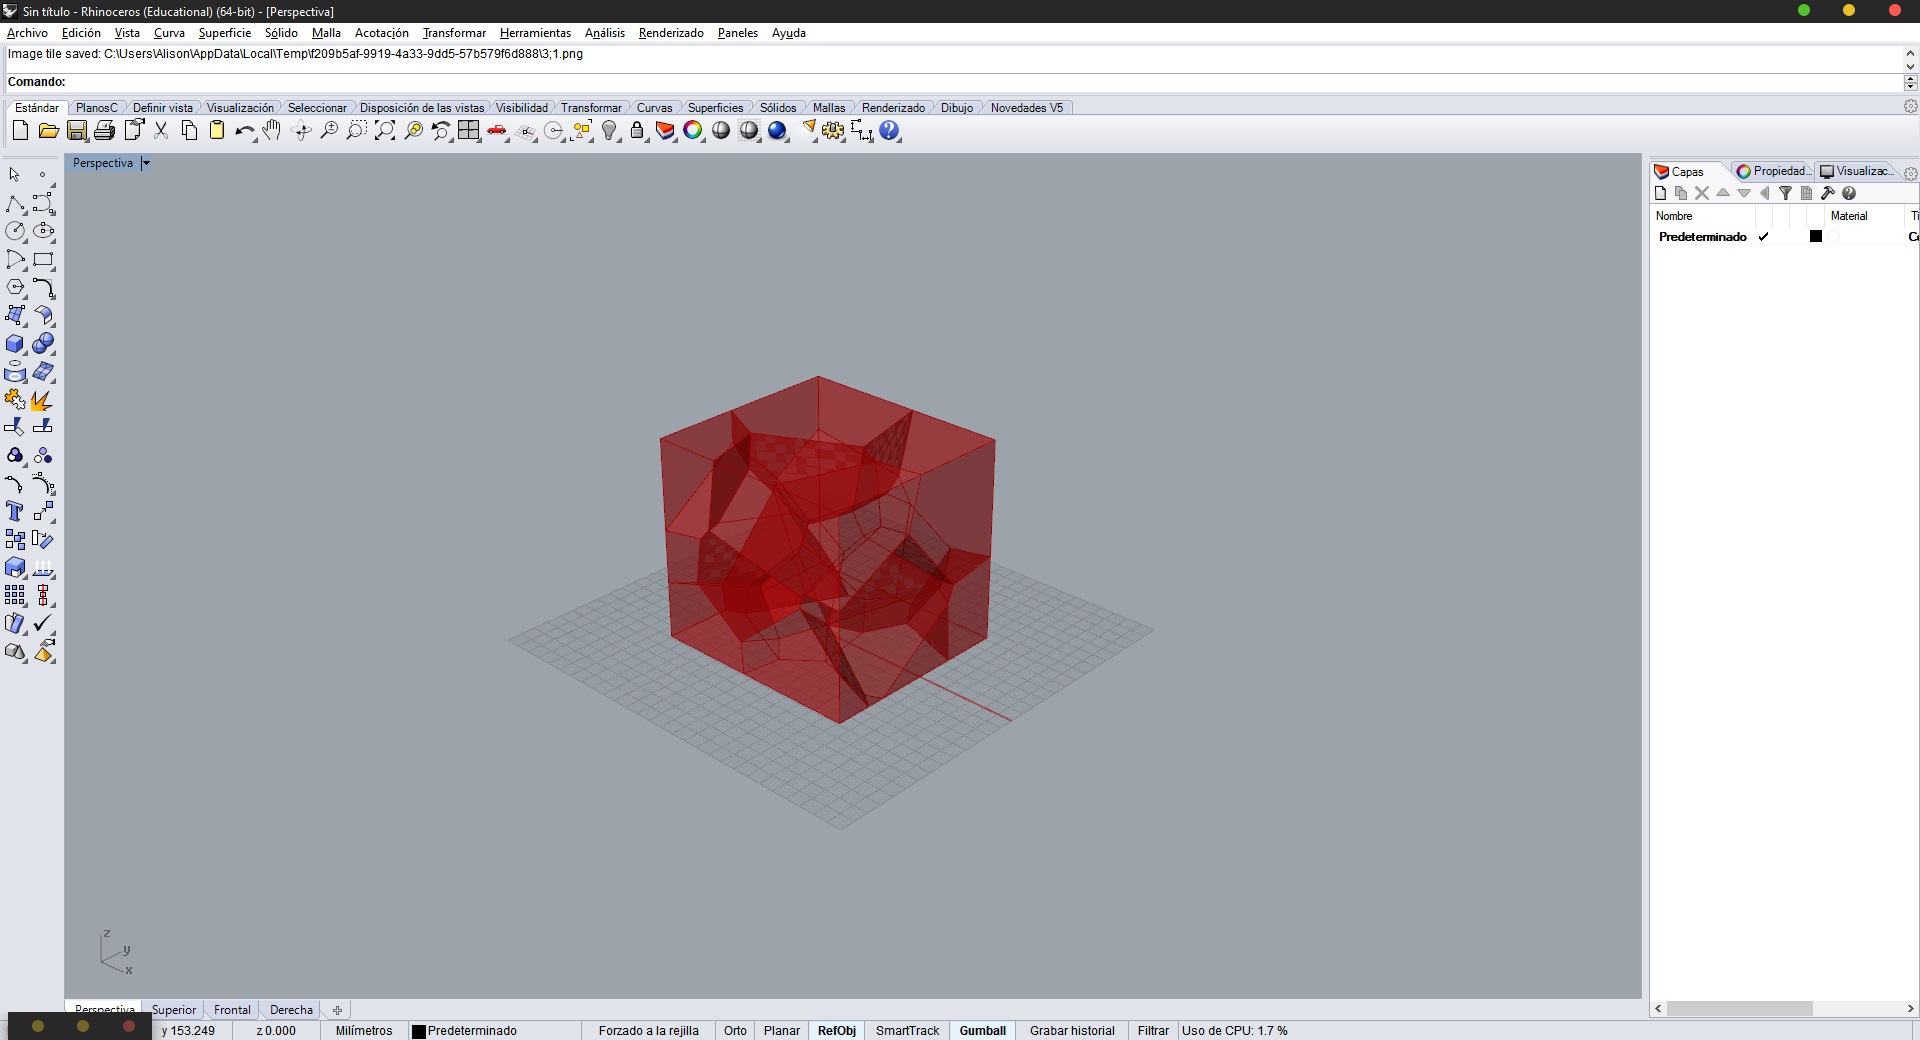 Sin título - Rhinoceros (Educational) (64-bit) - [Perspectiva]
Archivo Edición Vista Curva Superficie Sólido Malla Acotación Transformar Herramientas Análisis Renderizado Paneles Ayuda
Image tile saved: C:\Users\Alison\AppData\Local\Temp\f209b5af-9919-4a33-9dd5-57b579f6d888\3;1.png
Comando:
Estándar PlanosC Definir vista Visualización Seleccionar Disposición de las vistas Visibilidad Transformar Curvas Superficies Sólidos Mallas Renderizado Dibujo Novedades V5
Perspectiva
Capas Propiedad... Visualizac...
Nombre Material Ti
Predeterminado Co
z
y
x
Perspectiva Superior Frontal Derecha
y 153.249 z 0.000 Milímetros Predeterminado Forzado a la rejilla Orto Planar RefObj SmartTrack Gumball Grabar historial Filtrar Uso de CPU: 1.7 %